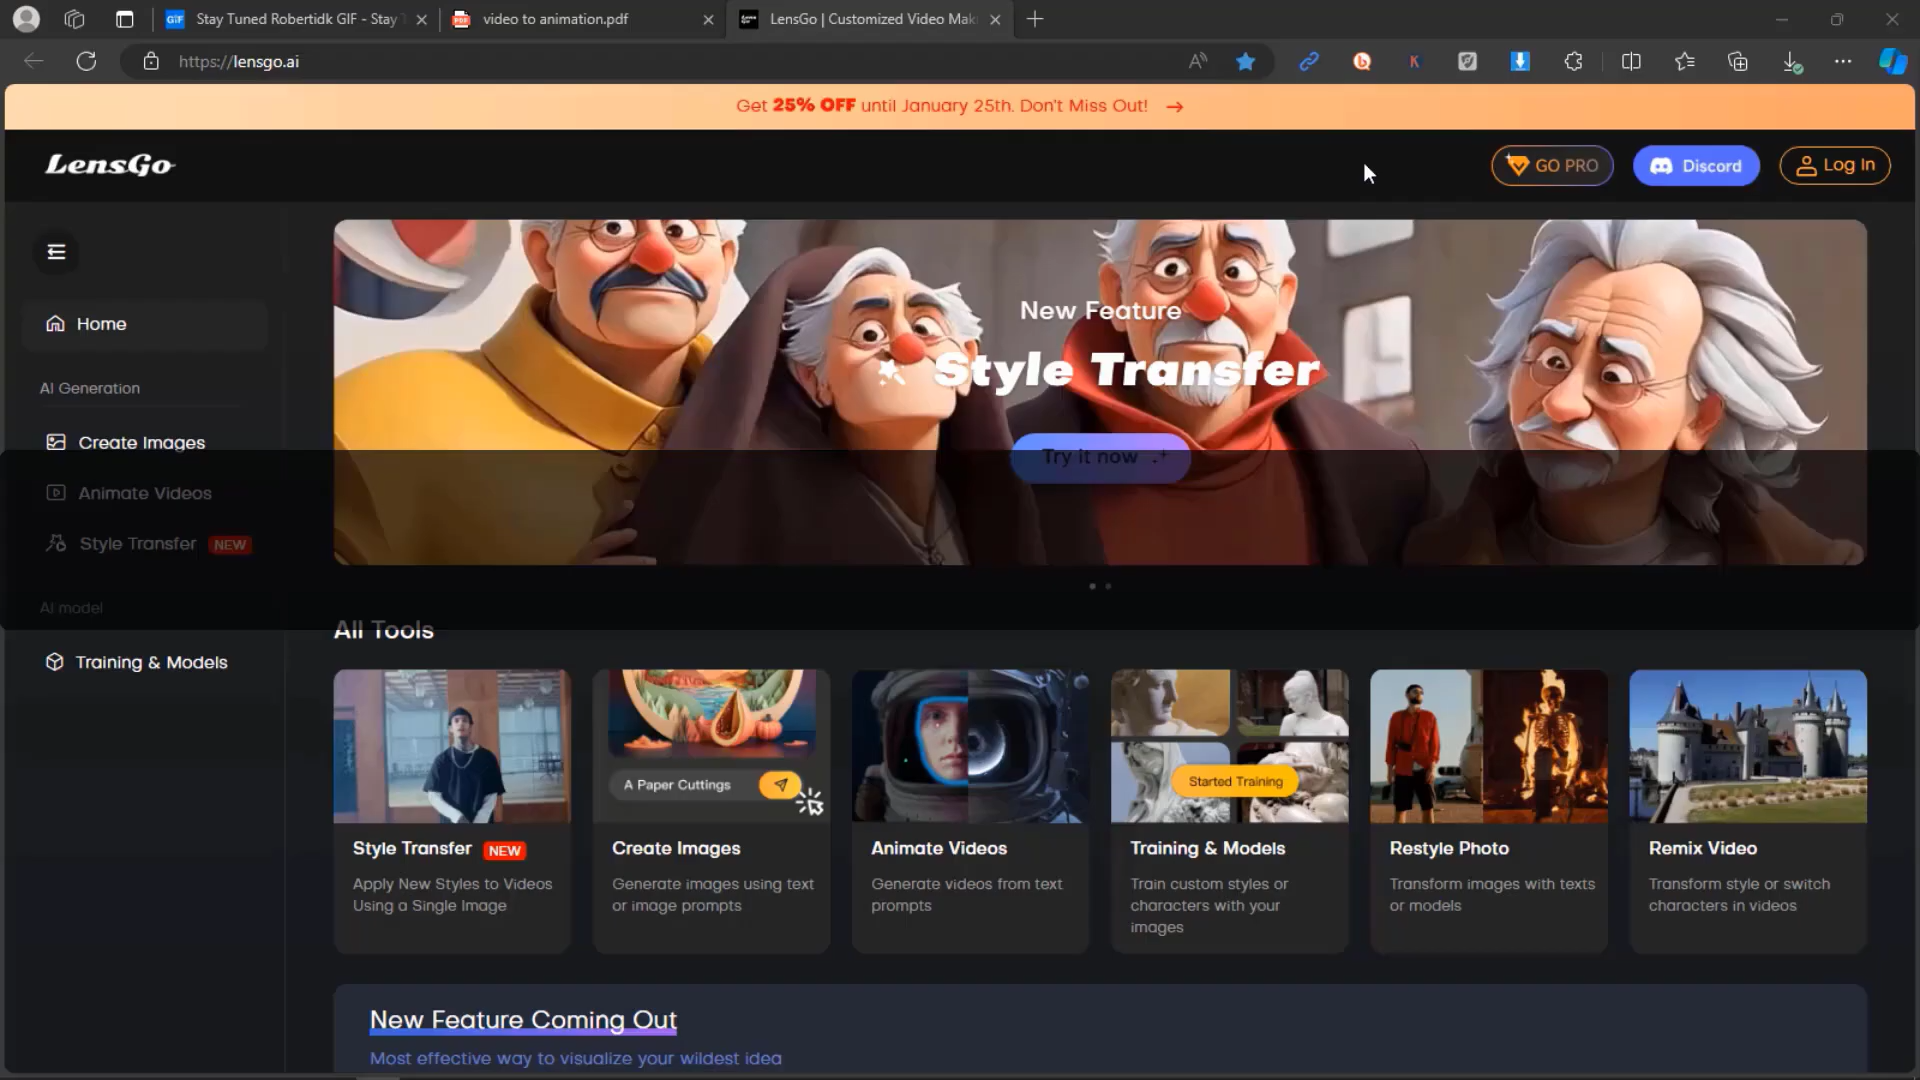 GIF Stay Tuned Robertidk GIF - Stay
PDF video to animation.pdf
LensGo | Customized Video Mak
https://lensgo.ai
Get 25% OFF until January 25th. Don't Miss Out! →
LensGo
GO PRO
Discord
Log In
Home
AI Generation
Create Images
Animate Videos
Style Transfer NEW
AI model
Training & Models
New Feature
Style Transfer
Try it now
All Tools
A Paper Cuttings
Started Training
Style Transfer NEW
Apply New Styles to Videos
Using a Single Image
Create Images
Generate images using text
or image prompts
Animate Videos
Generate videos from text
prompts
Training & Models
Train custom styles or
characters with your
images
Restyle Photo
Transform images with texts
or models
Remix Video
Transform style or switch
characters in videos
New Feature Coming Out
Most effective way to visualize your wildest idea